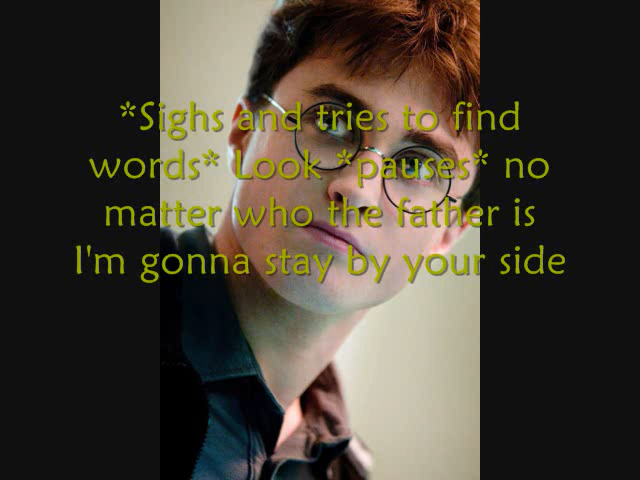 *Sighs and tries to find
words* Look *pauses* no
matter who the father is
I'm gonna stay by your side